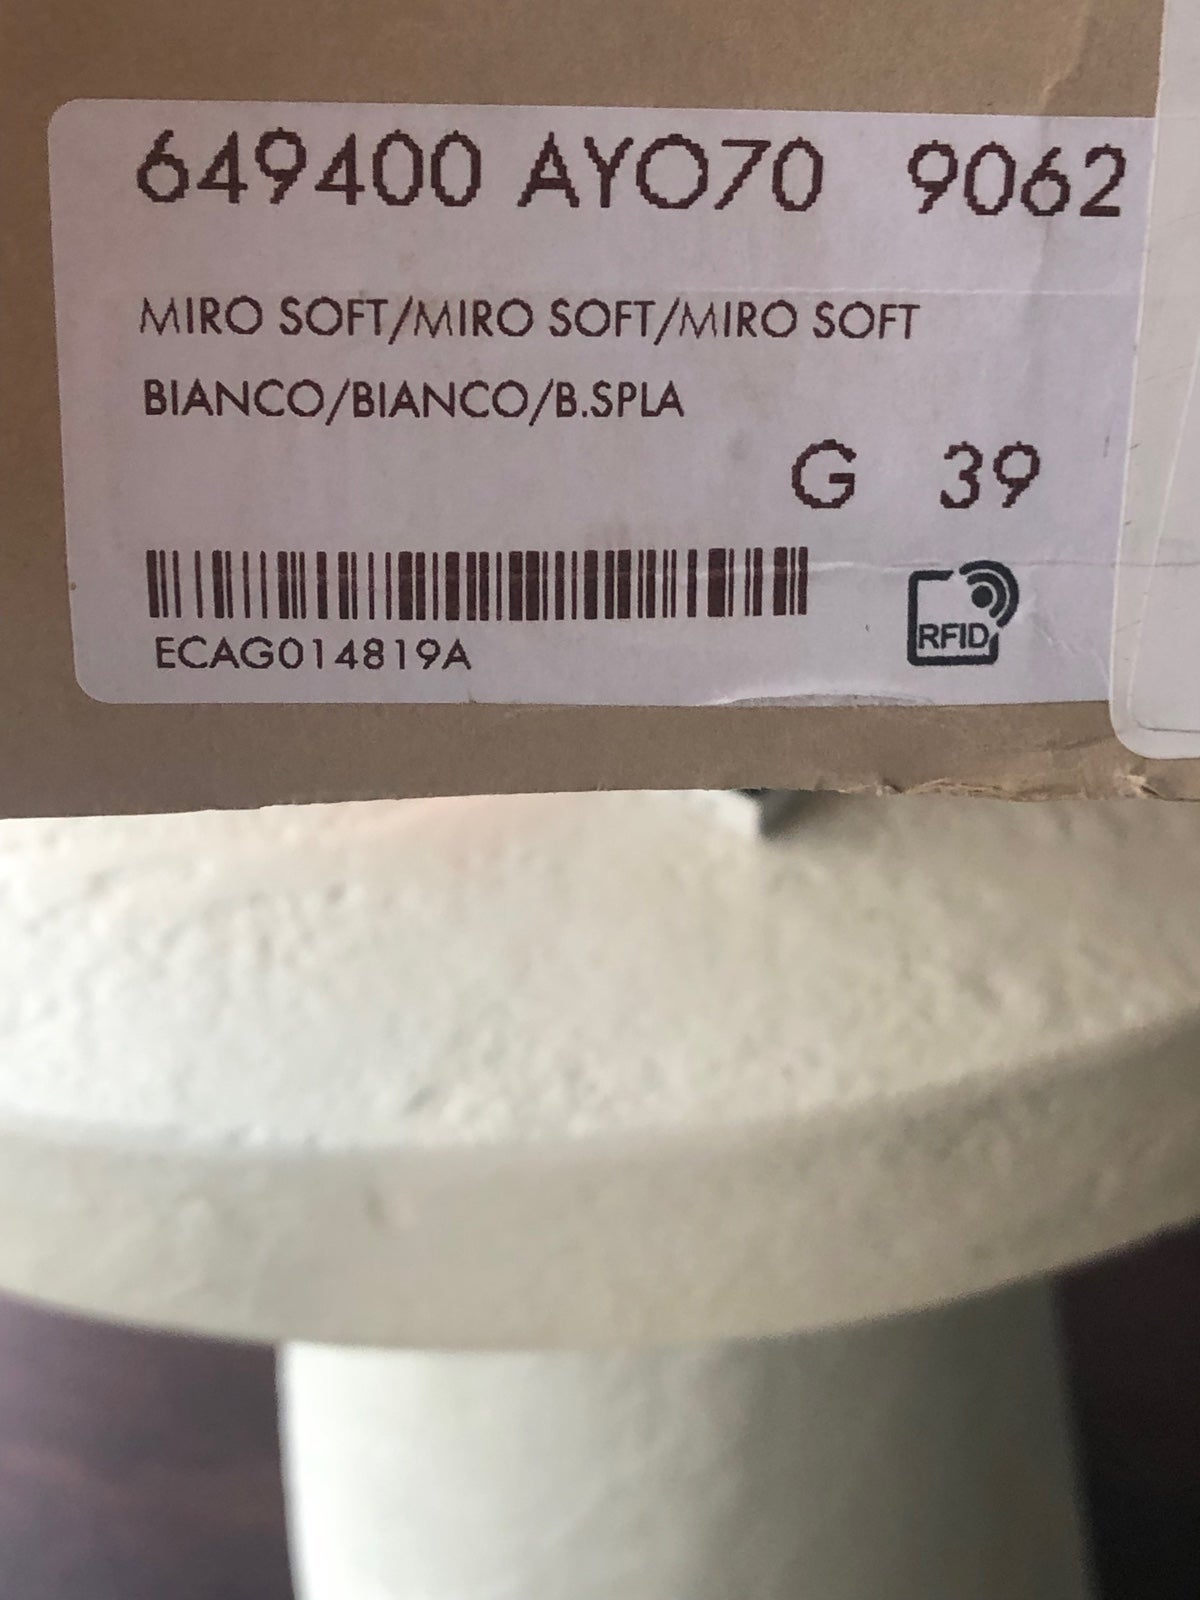 649400 AYO70 9062
MIRO SOFT/MIRO SOFT/MIRO SOFT
BIANCO/BIANCO/B.SPLA
G 39
ECAG014819A
RFID